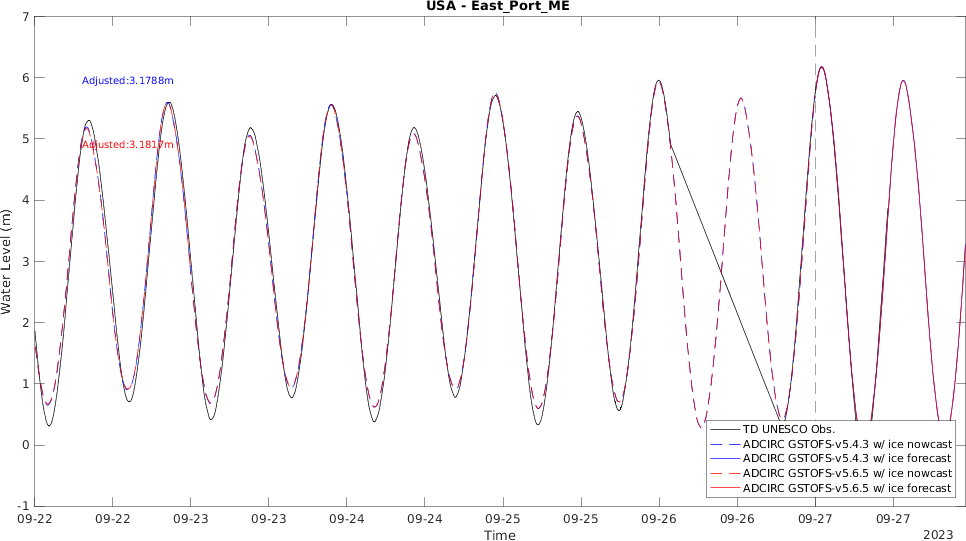 USA - East_Port_ME
7
6
5
4
3
2
1
0
-1
Water Level (m)
Adjusted:3.1788m
Adjusted:3.1817m
TD UNESCO Obs.
ADCIRC GSTOFS-v5.4.3 w/ ice nowcast
ADCIRC GSTOFS-v5.4.3 w/ ice forecast
ADCIRC GSTOFS-v5.6.5 w/ ice nowcast
ADCIRC GSTOFS-v5.6.5 w/ ice forecast
09-22 09-22 09-23 09-23 09-24 09-24 09-25 09-25 09-26 09-26 09-27 09-27
Time
2023